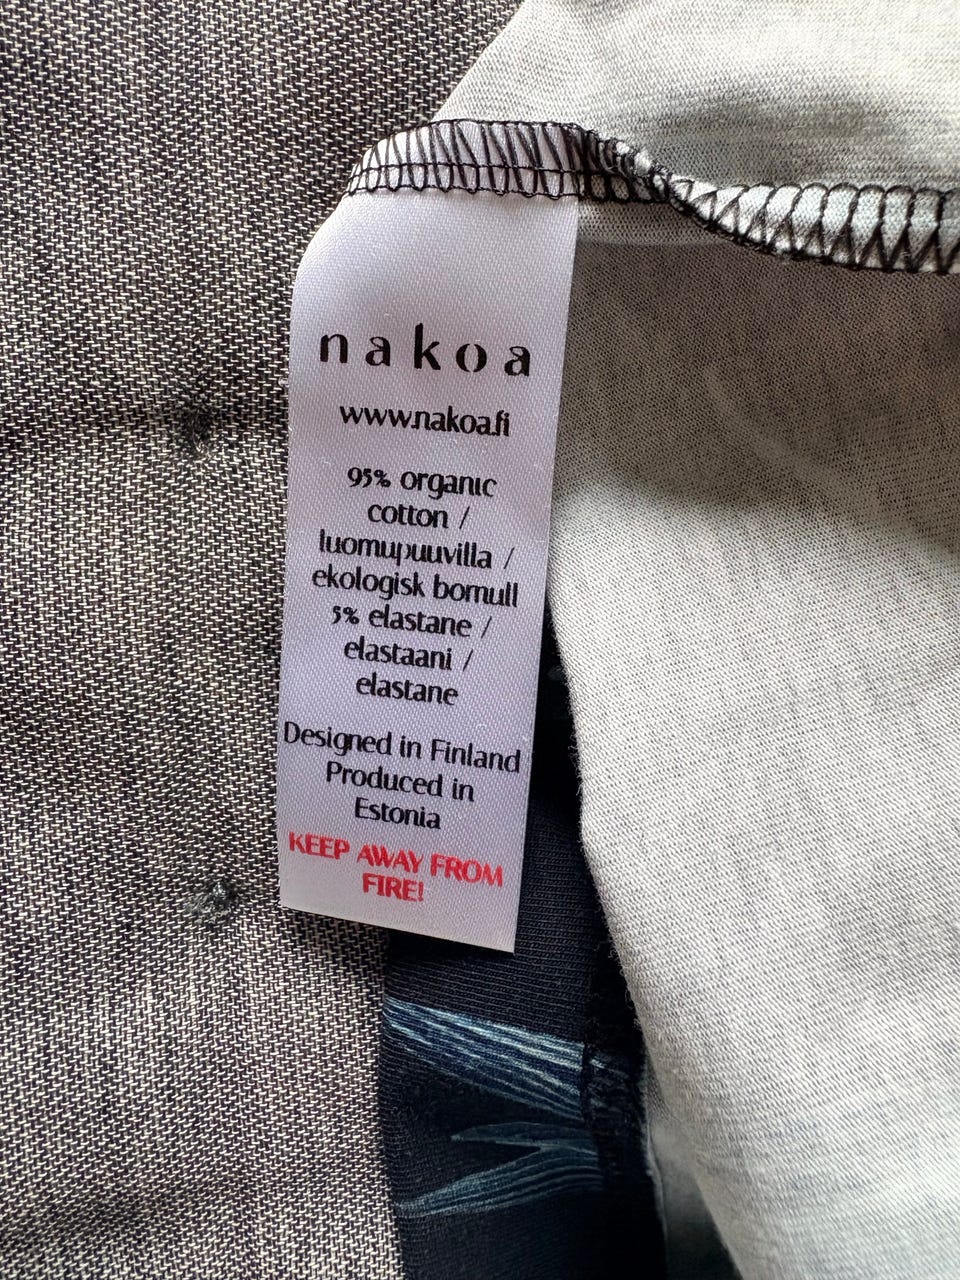 nakoa
www.nakoa.fi
95% organic
cotton /
luomupuuvilla /
ekologisk bomull
5% elastane /
elastaani /
elastane
Designed in Finland
Produced in
Estonia
KEEP AWAY FROM
FIRE!